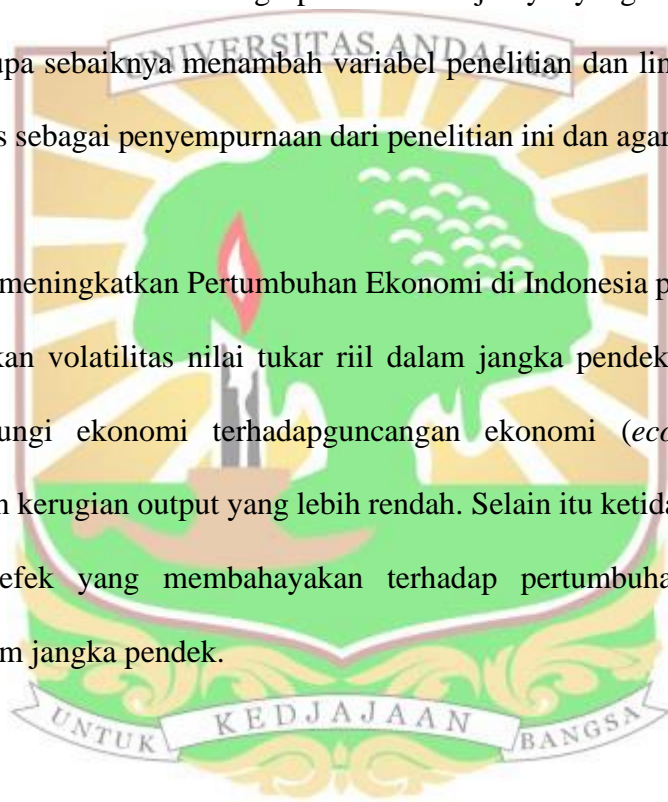 UNIVERSITAS ANDALAS
upa sebaiknya menambah variabel penelitian dan lin
s sebagai penyempurnaan dari penelitian ini dan agar
meningkatkan Pertumbuhan Ekonomi di Indonesia p
kan volatilitas nilai tukar riil dalam jangka pendek
ungi ekonomi terhadapguncangan ekonomi (eco
n kerugian output yang lebih rendah. Selain itu ketida
efek yang membahayakan terhadap pertumbuha
m jangka pendek.
UNTUK KEDJAJAAN BANGSA